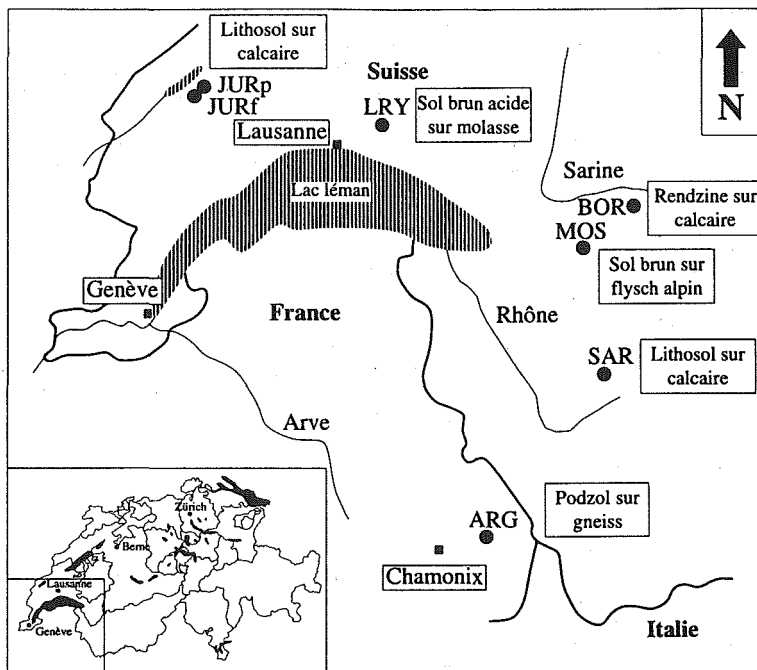 Lithosol sur
calcaire
JURp
JURf
Suisse
LRY
Sol brun acide
sur molasse
N
Lausanne
Lac léman
Sarine
BOR
Rendzine sur
calcaire
MOS
Sol brun sur
flysch alpin
Genève
France
Rhône
SAR
Lithosol sur
calcaire
Arve
Podzol sur
gneiss
ARG
Chamonix
Italie
Zürich
Berne
Lausanne
Genève